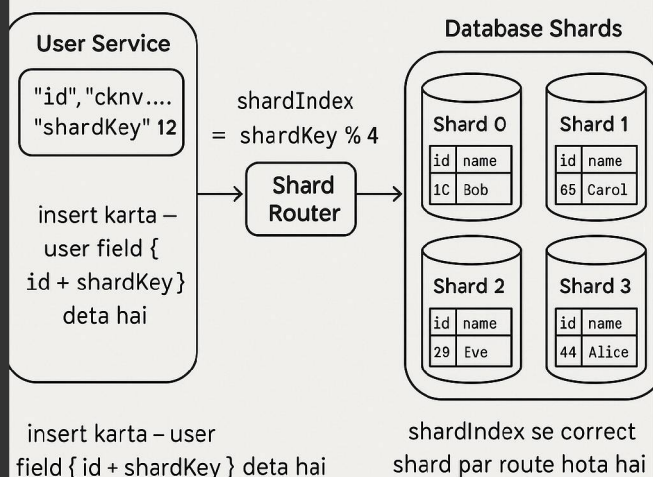 User Service
"id","cknv....
"shardKey" 12
insert karta –
user field {
id + shardKey }
deta hai
shardIndex
= shardKey % 4
Shard
Router
Database Shards
Shard 0
id name
1C Bob
Shard 1
id name
65 Carol
Shard 2
id name
29 Eve
Shard 3
id name
44 Alice
insert karta – user
field { id + shardKey } deta hai
shardIndex se correct
shard par route hota hai